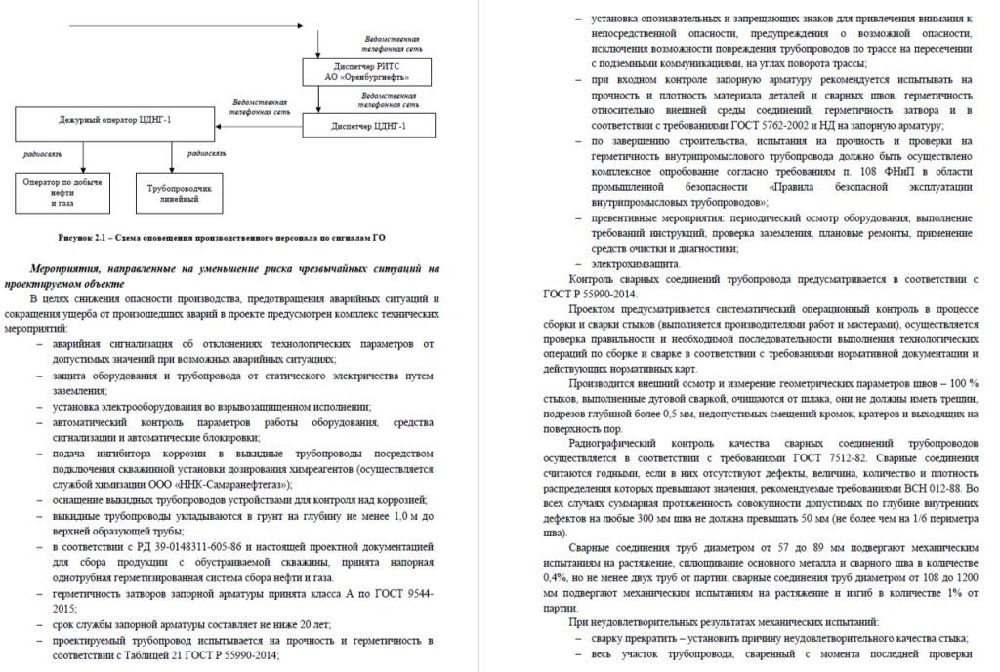 Ведомственная
телефонная сеть
Диспетчер РИТС
АО «Оренбургнефть»
Ведомственная
телефонная сеть
Ведомственная
телефонная сеть
Дежурный оператор ЦДНГ-1
Диспетчер ЦДНГ-1
радиосвязь
радиосвязь
Оператор по добыче
нефти
и газа
Трубопроводчик
линейный
Рисунок 2.1 – Схема оповещения производственного персонала по сигналам ГО
Мероприятия, направленные на уменьшение риска чрезвычайных ситуаций на
проектируемом объекте
В целях снижения опасности производства, предотвращения аварийных ситуаций и
сокращения ущерба от произошедших аварий в проекте предусмотрен комплекс технических
мероприятий:
– аварийная сигнализация об отклонениях технологических параметров от
допустимых значений при возможных аварийных ситуациях;
– защита оборудования и трубопровода от статического электричества путем
заземления;
– установка электрооборудования во взрывозащищенном исполнении;
– автоматический контроль параметров работы оборудования, средства
сигнализации и автоматические блокировки;
– подача ингибитора коррозии в выкидные трубопроводы посредством
подключения скважинной установки дозирования химреагентов (осуществляется
службой химизации ООО «ННК-Самаранефтегаз»);
– оснащение выкидных трубопроводов устройствами для контроля над коррозией;
– выкидные трубопроводы укладываются в грунт на глубину не менее 1,0 м до
верхней образующей трубы;
– в соответствии с РД 39-0148311-605-86 и настоящей проектной документацией
для сбора продукции с обустраиваемой скважины, принята напорная
однотрубная герметизированная система сбора нефти и газа.
– герметичность затворов запорной арматуры принята класса А по ГОСТ 9544-
2015;
– срок службы запорной арматуры составляет не ниже 20 лет;
– проектируемый трубопровод испытывается на прочность и герметичность в
соответствии с Таблицей 21 ГОСТ Р 55990-2014;
– установка опознавательных и запрещающих знаков для привлечения внимания к
непосредственной опасности, предупреждения о возможной опасности,
исключения возможности повреждения трубопроводов по трассе на пересечении
с подземными коммуникациями, на углах поворота трассы;
– при входном контроле запорную арматуру рекомендуется испытывать на
прочность и плотность материала деталей и сварных швов, герметичность
относительно внешней среды соединений, герметичность затвора и в
соответствии с требованиями ГОСТ 5762-2002 и НД на запорную арматуру;
– по завершению строительства, испытания на прочность и проверки на
герметичность внутрипромыслового трубопровода должно быть осуществлено
комплексное опробование согласно требованиям п. 108 ФНиП в области
промышленной безопасности «Правила безопасной эксплуатации
внутрипромысловых трубопроводов»;
– превентивные мероприятия: периодический осмотр оборудования, выполнение
требований инструкций, проверка заземления, плановые ремонты, применение
средств очистки и диагностики;
– электрохимзащита.
Контроль сварных соединений трубопровода предусматривается в соответствии с
ГОСТ Р 55990-2014.
Проектом предусматривается систематический операционный контроль в процессе
сборки и сварки стыков (выполняется производителями работ и мастерами), осуществляется
проверка правильности и необходимой последовательности выполнения технологических
операций по сборке и сварке в соответствии с требованиями нормативной документации и
действующих нормативных карт.
Производится внешний осмотр и измерение геометрических параметров швов – 100 %
стыков, выполненные дуговой сваркой, очищаются от шлака, они не должны иметь трещин,
подрезов глубиной более 0,5 мм, недопустимых смещений кромок, кратеров и выходящих на
поверхность пор.
Радиографический контроль качества сварных соединений трубопроводов
осуществляется в соответствии с требованиями ГОСТ 7512-82. Сварные соединения
считаются годными, если в них отсутствуют дефекты, величина, количество и плотность
распределения которых превышают значения, рекомендуемые требованиями ВСН 012-88. Во
всех случаях суммарная протяженность совокупности допустимых по глубине внутренних
дефектов на любые 300 мм шва не должна превышать 50 мм (не более чем на 1/6 периметра
шва).
Сварные соединения труб диаметром от 57 до 89 мм подвергают механическим
испытаниям на растяжение, сплющивание основного металла и сварного шва в количестве
0,4%, но не менее двух труб от партии. сварные соединения труб диаметром от 108 до 1200
мм подвергают механическим испытаниям на растяжение и изгиб в количестве 1% от
партии.
При неудовлетворительных результатах механических испытаний:
– сварку прекратить – установить причину неудовлетворительного качества стыка;
– весь участок трубопровода, сваренный с момента последней проверки